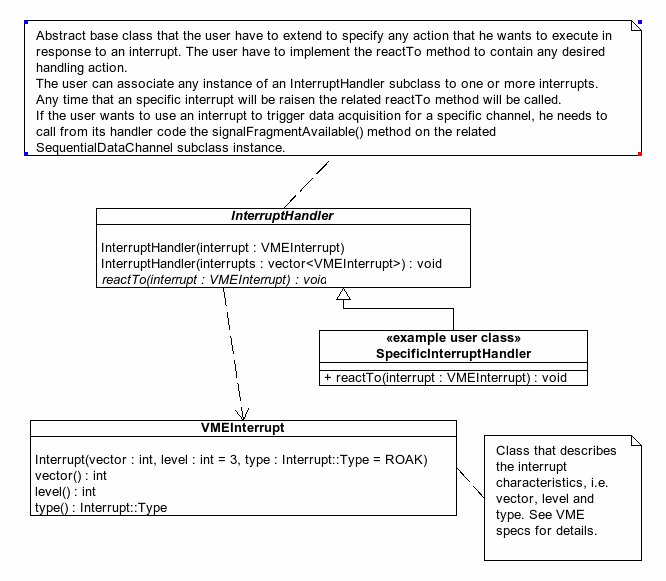 Abstract base class that the user have to extend to specify any action that he wants to execute in
response to an interrupt. The user have to implement the reactTo method to contain any desired
handling action.
The user can associate any instance of an InterruptHandler subclass to one or more interrupts.
Any time that an specific interrupt will be raisen the related reactTo method will be called.
If the user wants to use an interrupt to trigger data acquisition for a specific channel, he needs to
call from its handler code the signalFragmentAvailable() method on the related
SequentialDataChannel subclass instance.
InterruptHandler
InterruptHandler(interrupt : VMEInterrupt)
InterruptHandler(interrupts : vector<VMEInterrupt>) : void
reactTo(interrupt : VMEInterrupt) : void
«example user class»
SpecificInterruptHandler
+ reactTo(interrupt : VMEInterrupt) : void
VMEInterrupt
Interrupt(vector : int, level : int = 3, type : Interrupt::Type = ROAK)
vector() : int
level() : int
type() : Interrupt::Type
Class that describes
the interrupt
characteristics, i.e.
vector, level and
type. See VME
specs for details.